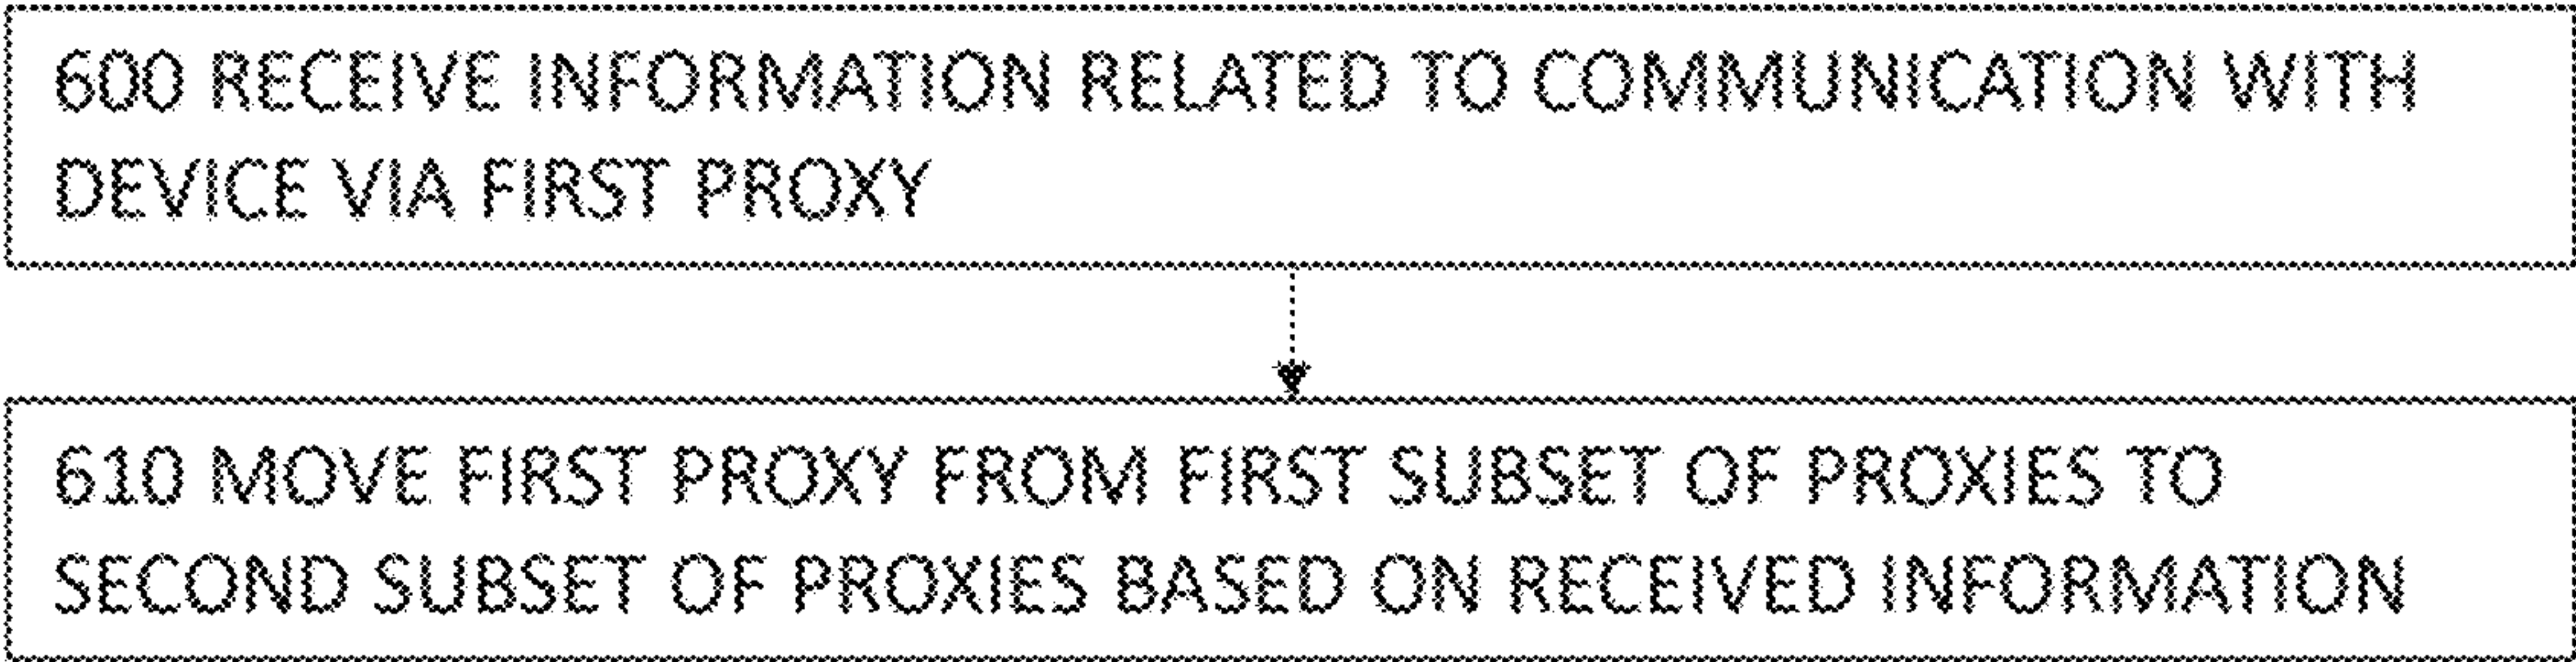 600 RECEIVE INFORMATION RELATED TO COMMUNICATION WITH
DEVICE VIA FIRST PROXY
610 MOVE FIRST PROXY FROM FIRST SUBSET OF PROXIES TO
SECOND SUBSET OF PROXIES BASED ON RECEIVED INFORMATION